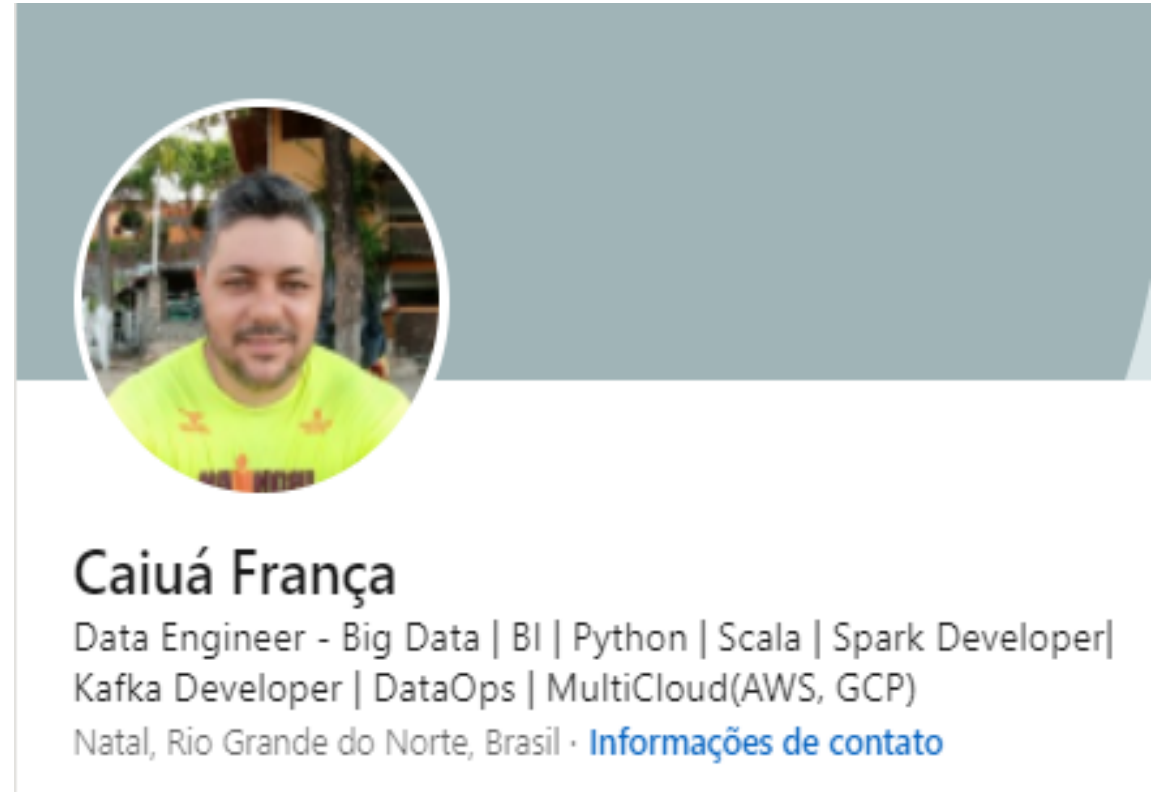 Caiuá França
Data Engineer - Big Data | BI | Python | Scala | Spark Developer|
Kafka Developer | DataOps | MultiCloud(AWS, GCP)
Natal, Rio Grande do Norte, Brasil · Informações de contato